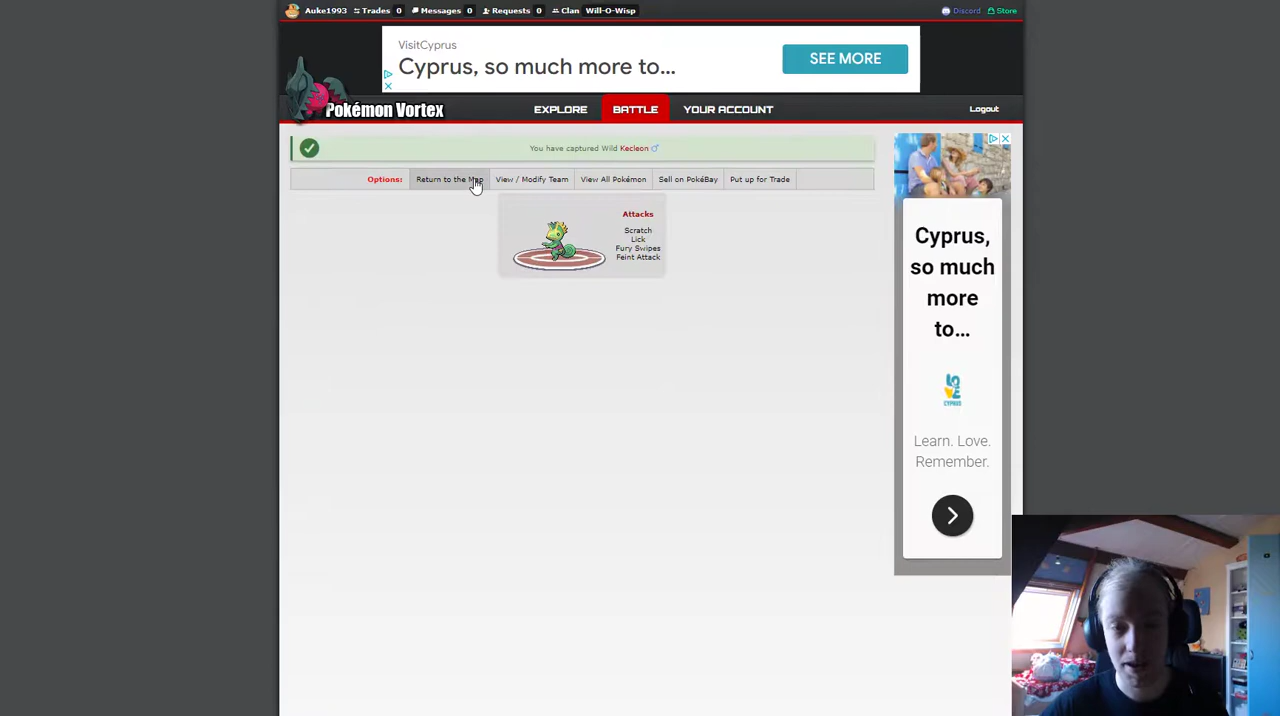 Auke1993 Trades 0 Messages 0 Requests 0 Clan Will-O-Wisp Discord Store
VisitCyprus
Cyprus, so much more to...
SEE MORE
Pokémon Vortex
EXPLORE BATTLE YOUR ACCOUNT Logout
You have captured Wild Kecleon ♂
Options: Return to the Map View / Modify Team View All Pokémon Sell on PokéBay Put up for Trade
Attacks
Scratch
Lick
Fury Swipes
Feint Attack
Cyprus,
so much
more
to...
CYPRUS
Learn. Love.
Remember.